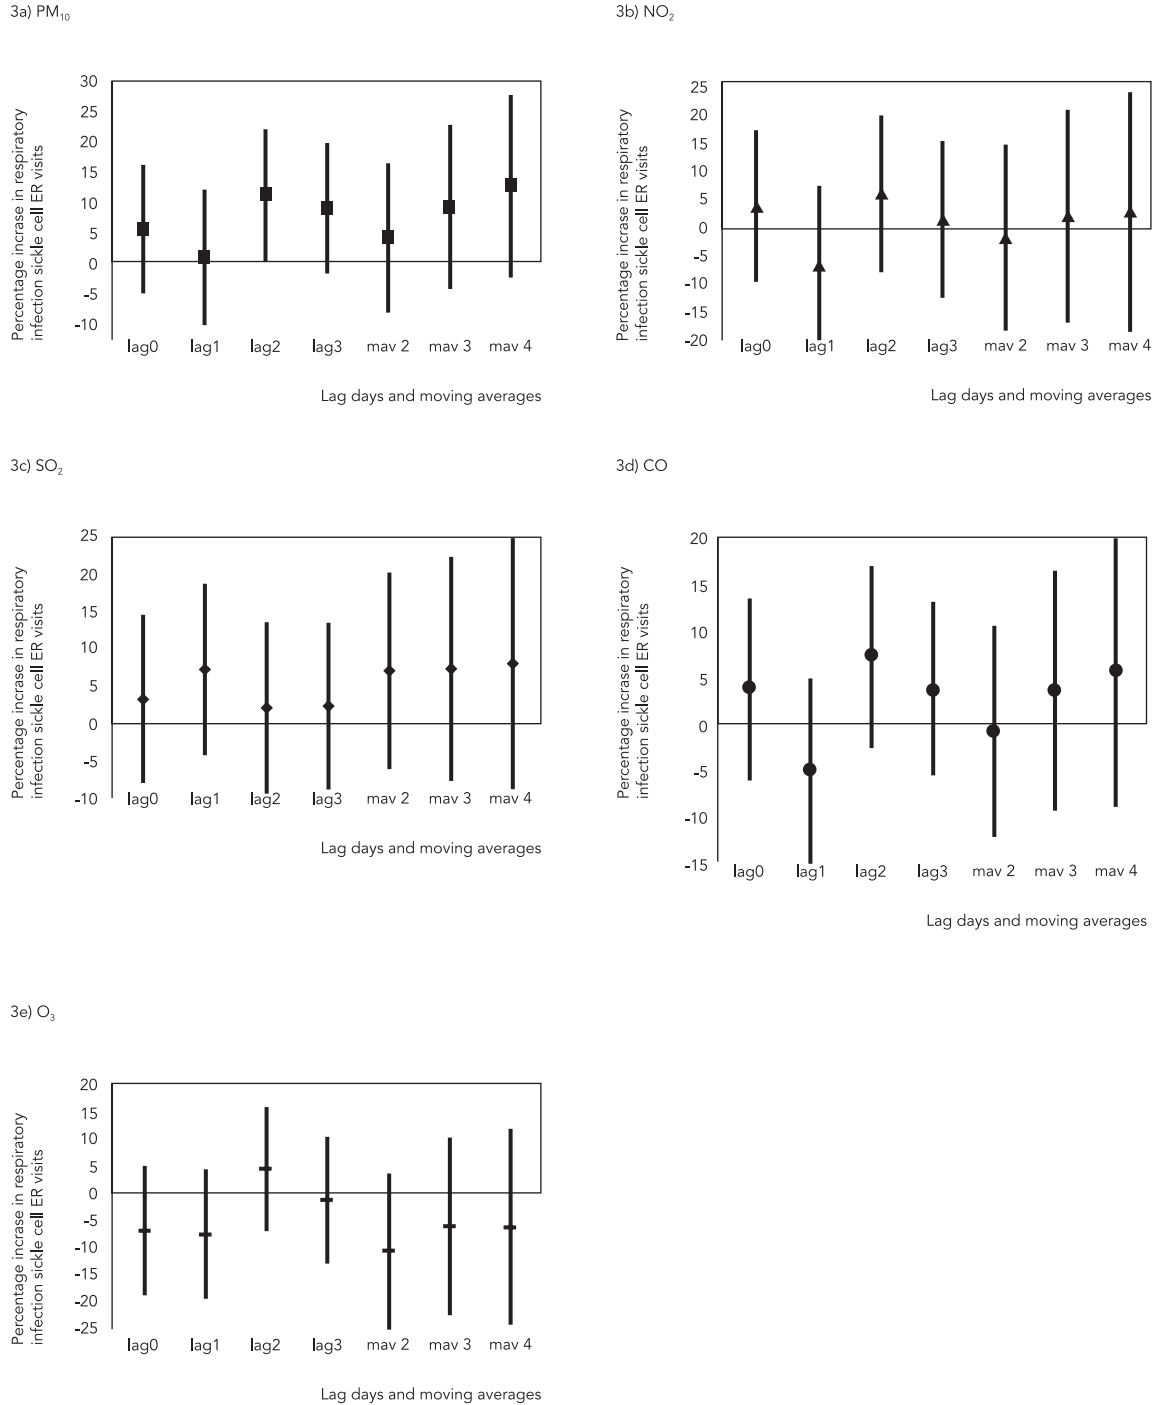 3a) PM10
Percentage incrase in respiratory
infection sickle cell ER visits
30
25
20
15
10
5
0
-5
-10
lag0 lag1 lag2 lag3 mav 2 mav 3 mav 4
Lag days and moving averages
3b) NO2
Percentage incrase in respiratory
infection sickle cell ER visits
25
20
15
10
5
0
-5
-10
-15
-20
lag0 lag1 lag2 lag3 mav 2 mav 3 mav 4
Lag days and moving averages
3c) SO2
Percentage incrase in respiratory
infection sickle cell ER visits
25
20
15
10
5
0
-5
-10
lag0 lag1 lag2 lag3 mav 2 mav 3 mav 4
Lag days and moving averages
3d) CO
Percentage incrase in respiratory
infection sickle cell ER visits
20
15
10
5
0
-5
-10
-15
lag0 lag1 lag2 lag3 mav 2 mav 3 mav 4
Lag days and moving averages
3e) O3
Percentage incrase in respiratory
infection sickle cell ER visits
20
15
10
5
0
-5
-10
-15
-20
-25
lag0 lag1 lag2 lag3 mav 2 mav 3 mav 4
Lag days and moving averages